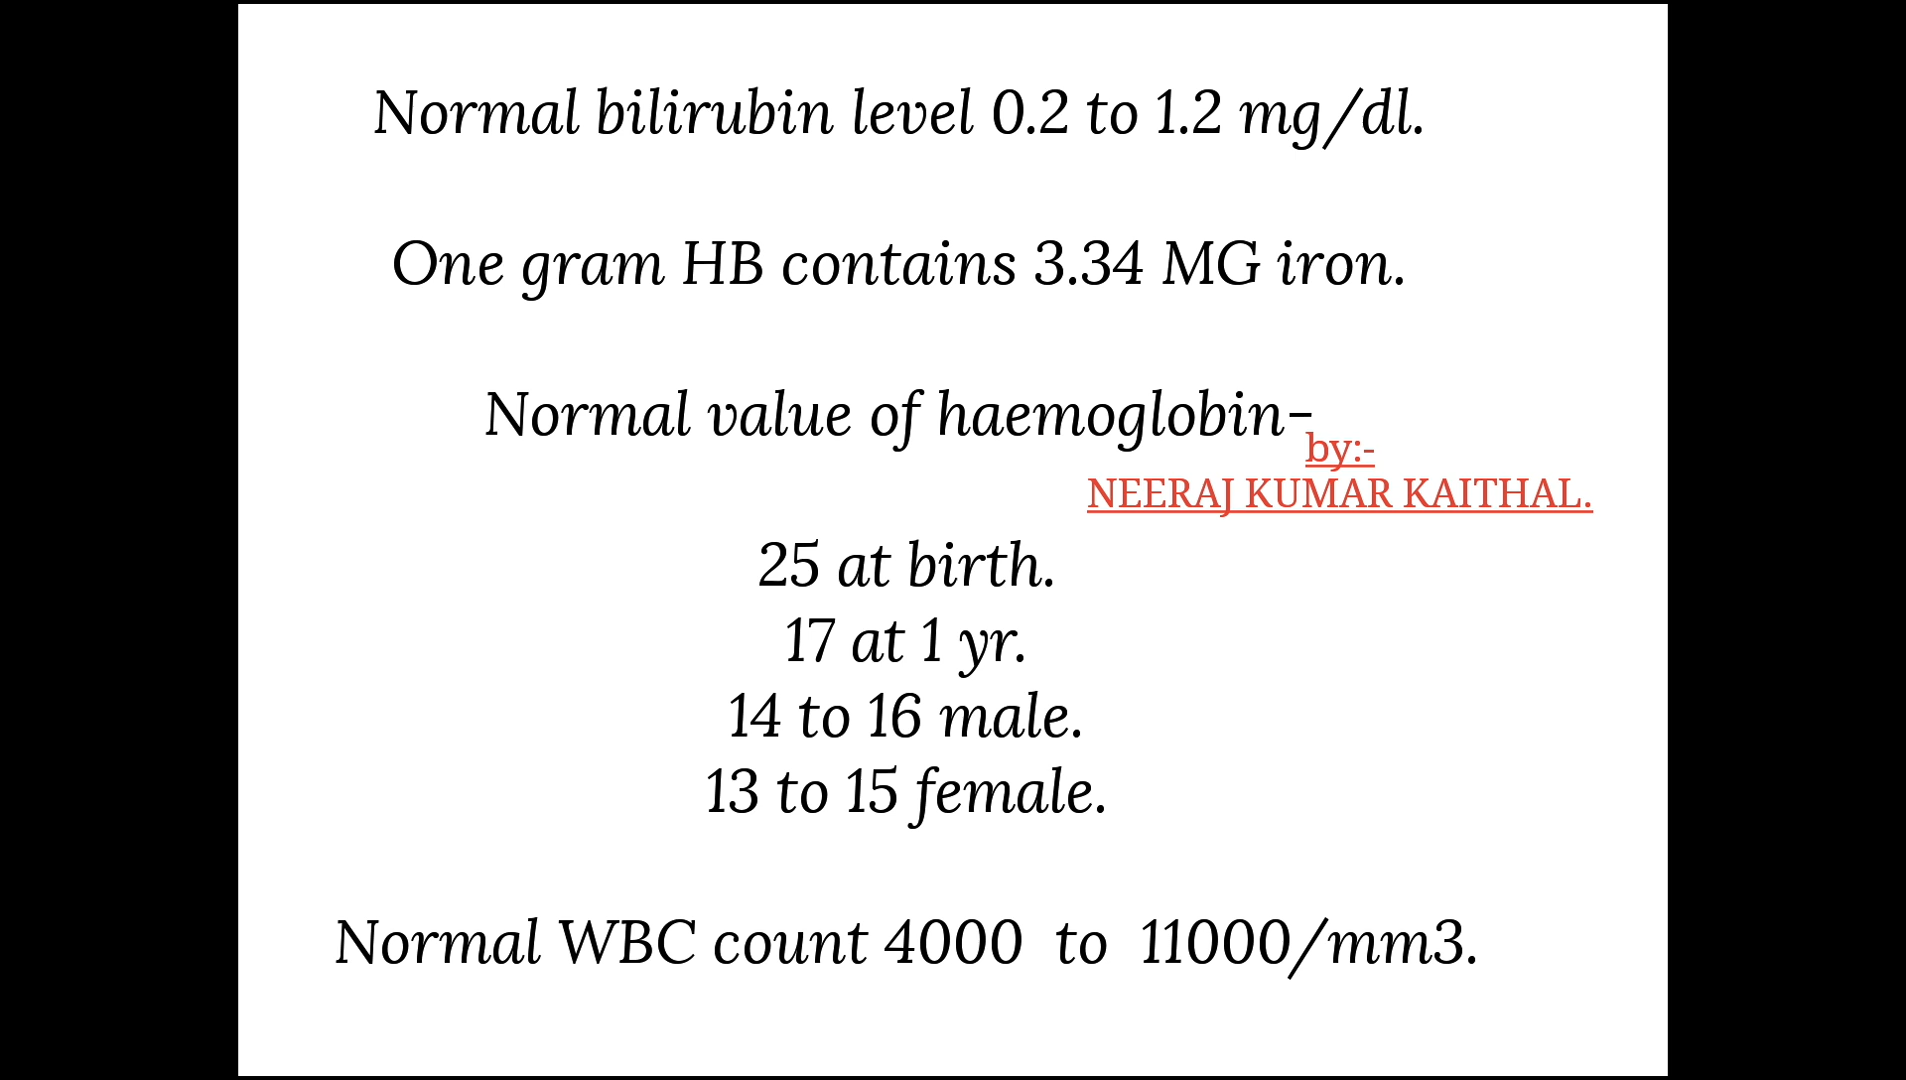 Normal bilirubin level 0.2 to 1.2 mg/dl.
One gram HB contains 3.34 MG iron.
Normal value of haemoglobin-
by:-
NEERAJ KUMAR KAITHAL.
25 at birth.
17 at 1 yr.
14 to 16 male.
13 to 15 female.
Normal WBC count 4000 to 11000/mm3.